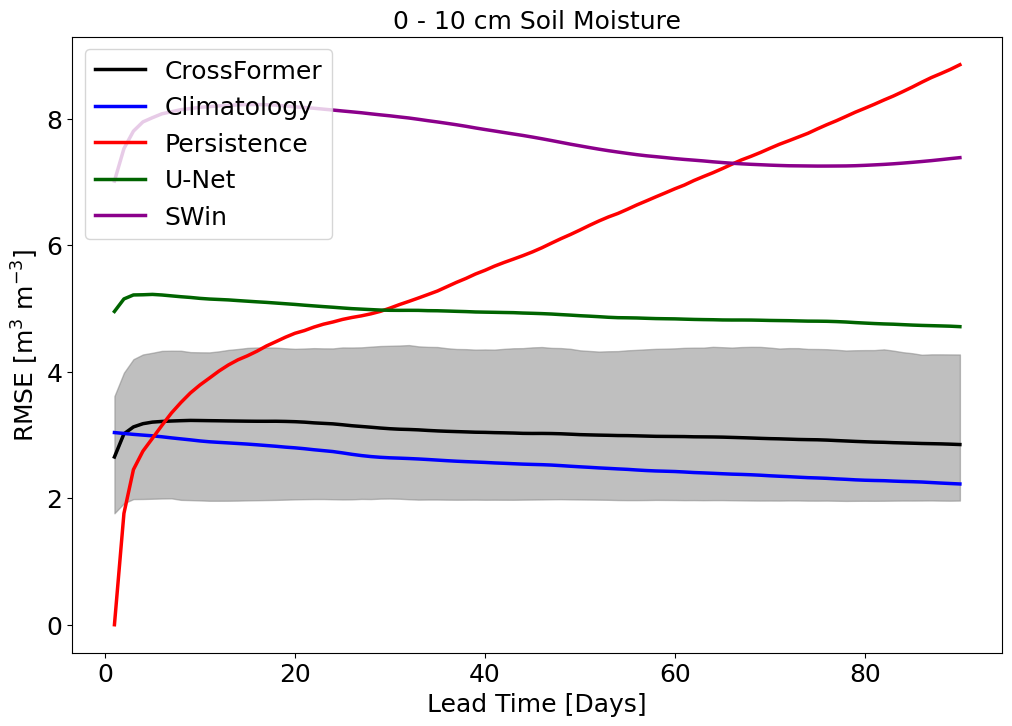 0 - 10 cm Soil Moisture
CrossFormer
Climatology
Persistence
U-Net
SWin
RMSE [m³ m⁻³]
8
6
4
2
0
0 20 40 60 80
Lead Time [Days]